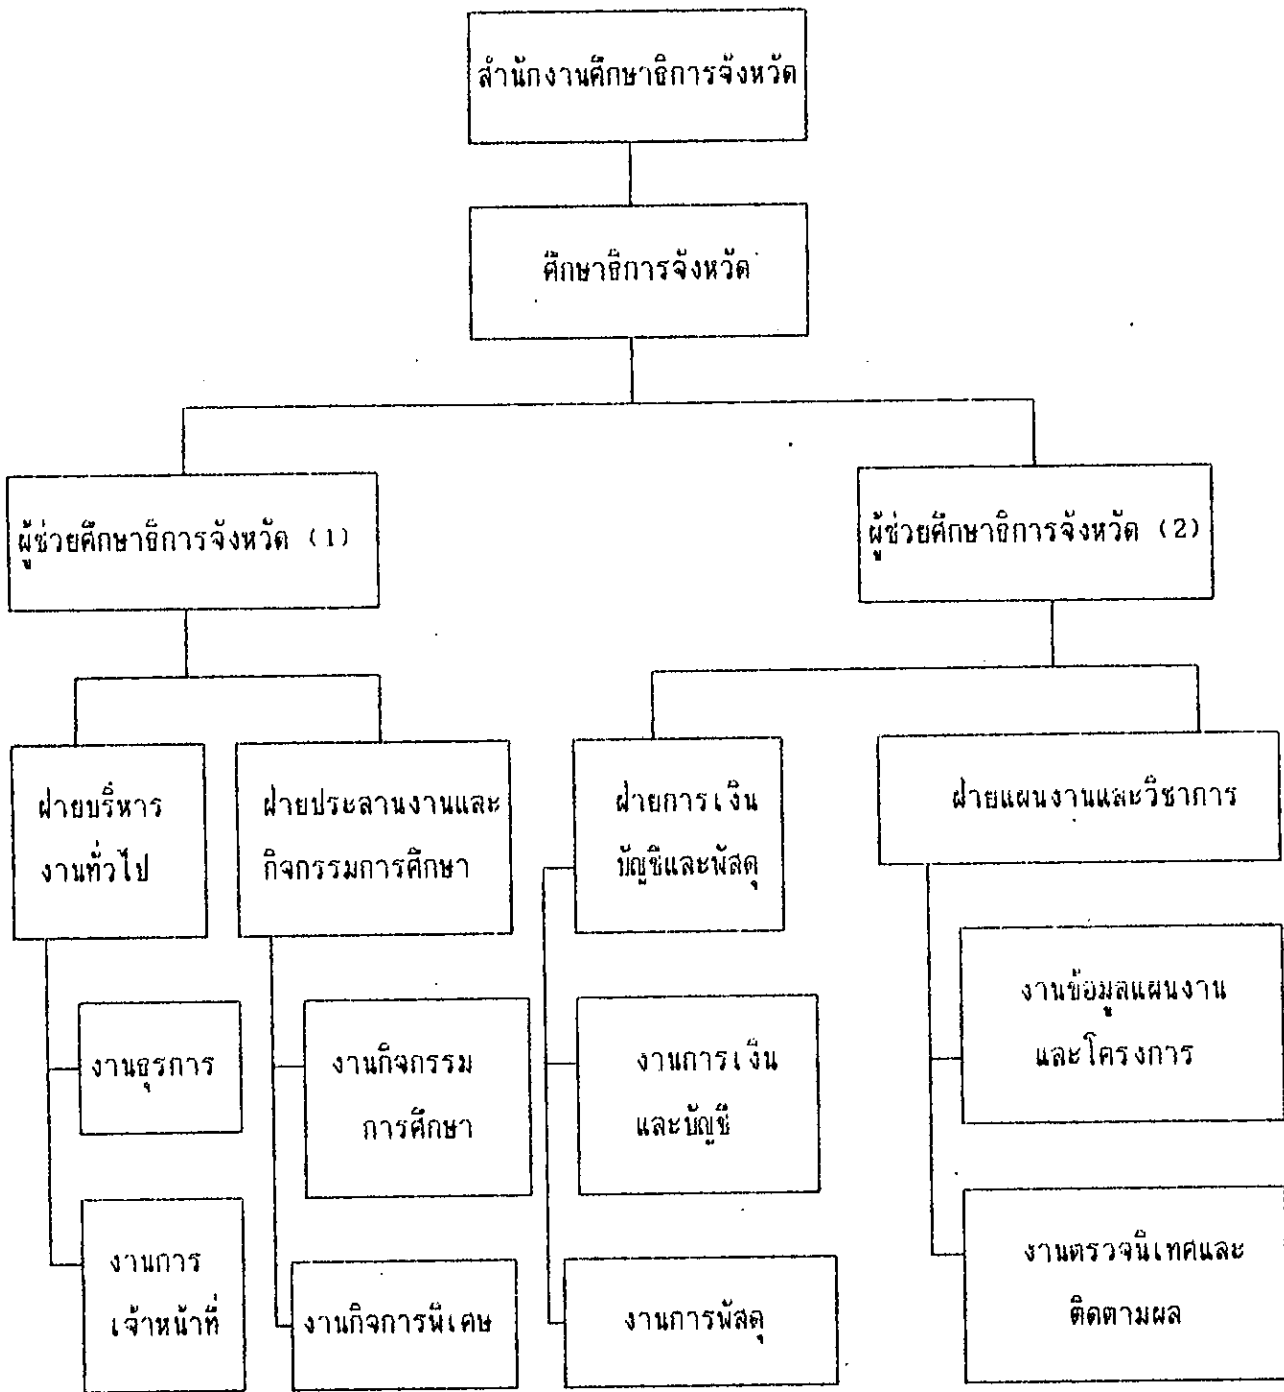 สำนักงานศึกษาธิการจังหวัด
ศึกษาธิการจังหวัด
ผู้ช่วยศึกษาธิการจังหวัด (1)
ผู้ช่วยศึกษาธิการจังหวัด (2)
ฝ่ายบริหาร
งานทั่วไป
ฝ่ายประสานงานและ
กิจกรรมการศึกษา
ฝ่ายการเงิน
บัญชีและพัสดุ
ฝ่ายแผนงานและวิชาการ
งานธุรการ
งานกิจกรรม
การศึกษา
งานการเงิน
และบัญชี
งานข้อมูลแผนงาน
และโครงการ
งานการ
เจ้าหน้าที่
งานกิจการพิเศษ
งานการพัสดุ
งานตรวจนิเทศและ
ติดตามผล